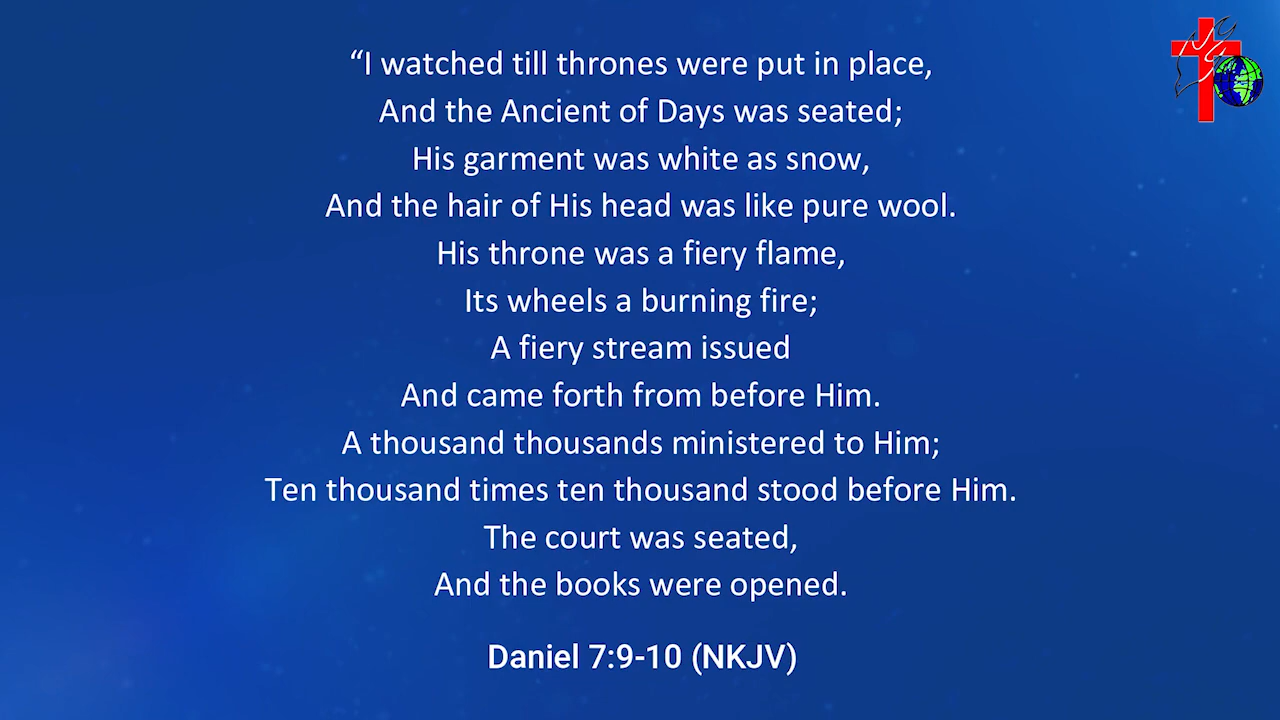 “I watched till thrones were put in place,
And the Ancient of Days was seated;
His garment was white as snow,
And the hair of His head was like pure wool.
His throne was a fiery flame,
Its wheels a burning fire;
A fiery stream issued
And came forth from before Him.
A thousand thousands ministered to Him;
Ten thousand times ten thousand stood before Him.
The court was seated,
And the books were opened.
Daniel 7:9-10 (NKJV)